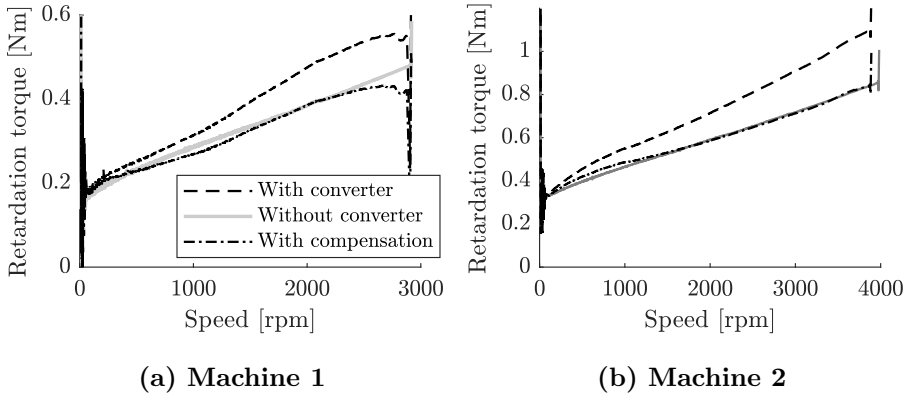 Retardation torque [Nm]
0.6
0.4
0.2
0
0
1000
2000
3000
Speed [rpm]
With converter
Without converter
With compensation
(a) Machine 1
Retardation torque [Nm]
1
0.8
0.6
0.4
0.2
0
0
1000
2000
3000
4000
Speed [rpm]
(b) Machine 2